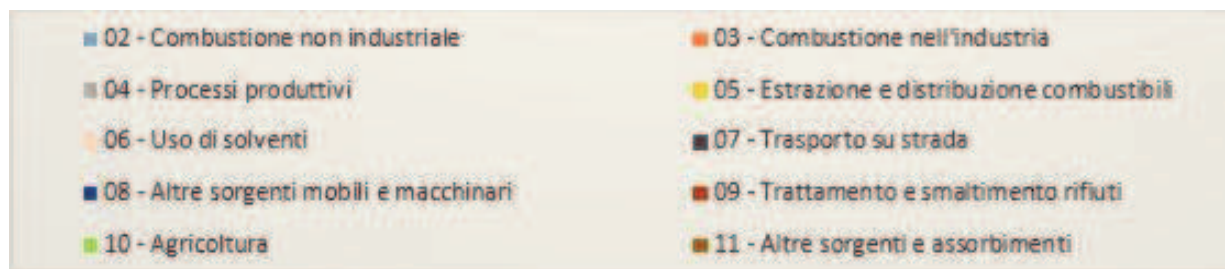 02 - Combustione non industriale
03 - Combustione nell'industria
04 - Processi produttivi
05 - Estrazione e distribuzione combustibili
06 - Uso di solventi
07 - Trasporto su strada
08 - Altre sorgenti mobili e macchinari
09 - Trattamento e smaltimento rifiuti
10 - Agricoltura
11 - Altre sorgenti e assorbimenti